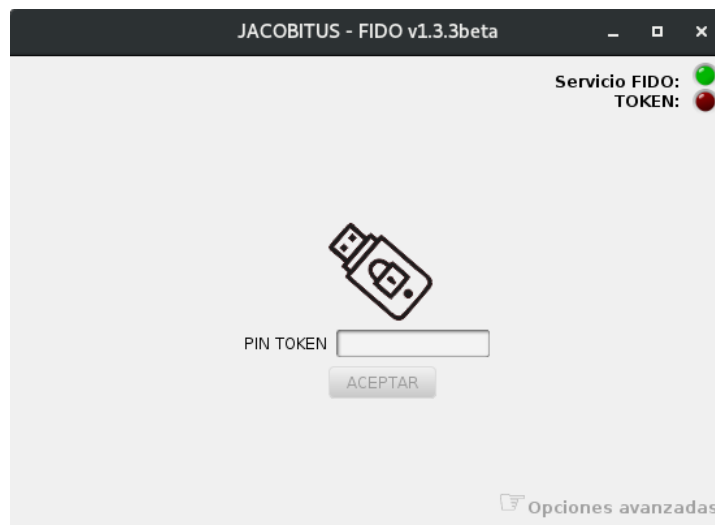 JACOBITUS - FIDO v1.3.3beta
Servicio FIDO:
TOKEN:
PIN TOKEN
ACEPTAR
Opciones avanzadas